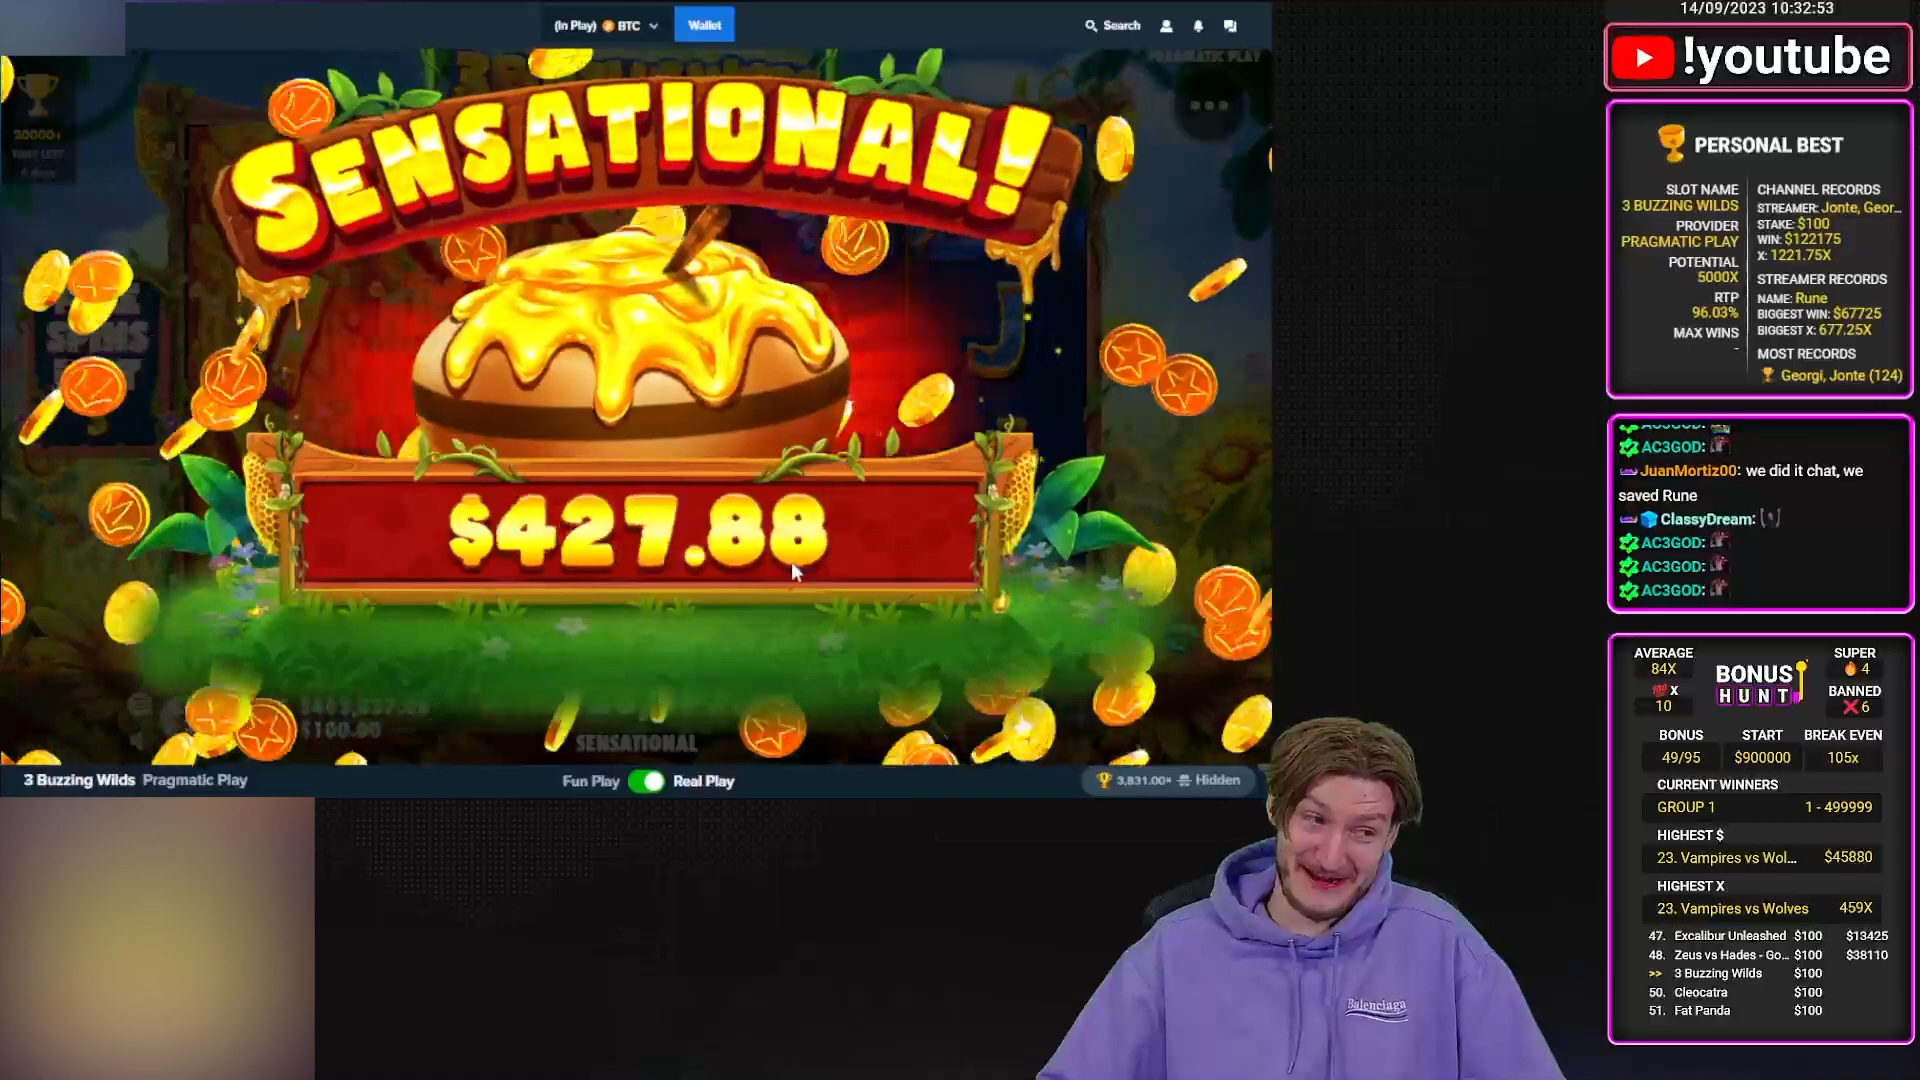 14/09/2023 10:32:53
(In Play) BTC
Wallet
Search
!youtube
PRAGMATIC PLAY
SENSATIONAL!
30000+
$427.88
$100.00
SENSATIONAL
3 Buzzing Wilds Pragmatic Play
Fun Play Real Play
3,831.00× Hidden
PERSONAL BEST
SLOT NAME
3 BUZZING WILDS
PROVIDER
PRAGMATIC PLAY
POTENTIAL
5000X
RTP
96.03%
MAX WINS
-
CHANNEL RECORDS
STREAMER: Jonte, Geor...
STAKE: $100
WIN: $122175
X: 1221.75X
STREAMER RECORDS
NAME: Rune
BIGGEST WIN: $67725
BIGGEST X: 677.25X
MOST RECORDS
Georgi, Jonte (124)
AC3GOD:
AC3GOD:
JuanMortiz00: we did it chat, we
saved Rune
ClassyDream:
AC3GOD:
AC3GOD:
AC3GOD:
AVERAGE
84X
100 X
10
BONUS
HUNT
SUPER
4
BANNED
6
BONUS START BREAK EVEN
49/95 $900000 105x
CURRENT WINNERS
GROUP 1 1 - 499999
HIGHEST $
23. Vampires vs Wol... $45880
HIGHEST X
23. Vampires vs Wolves 459X
47. Excalibur Unleashed $100 $13425
48. Zeus vs Hades - Go... $100 $38110
>> 3 Buzzing Wilds $100
50. Cleocatra $100
51. Fat Panda $100
Balenciaga